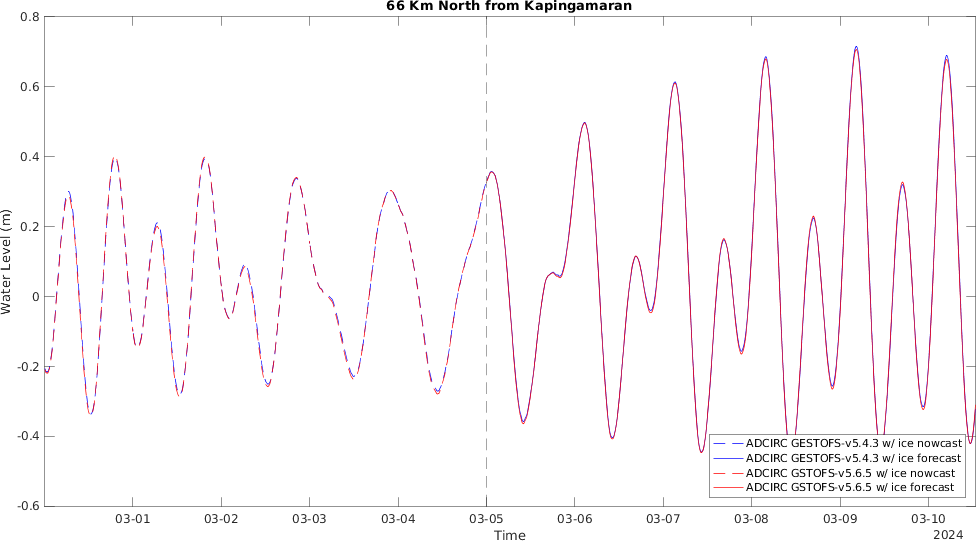 66 Km North from Kapingamaran
0.8
0.6
0.4
0.2
0
-0.2
-0.4
-0.6
Water Level (m)
03-01 03-02 03-03 03-04 03-05 03-06 03-07 03-08 03-09 03-10
Time
2024
ADCIRC GESTOFS-v5.4.3 w/ ice nowcast
ADCIRC GESTOFS-v5.4.3 w/ ice forecast
ADCIRC GSTOFS-v5.6.5 w/ ice nowcast
ADCIRC GSTOFS-v5.6.5 w/ ice forecast